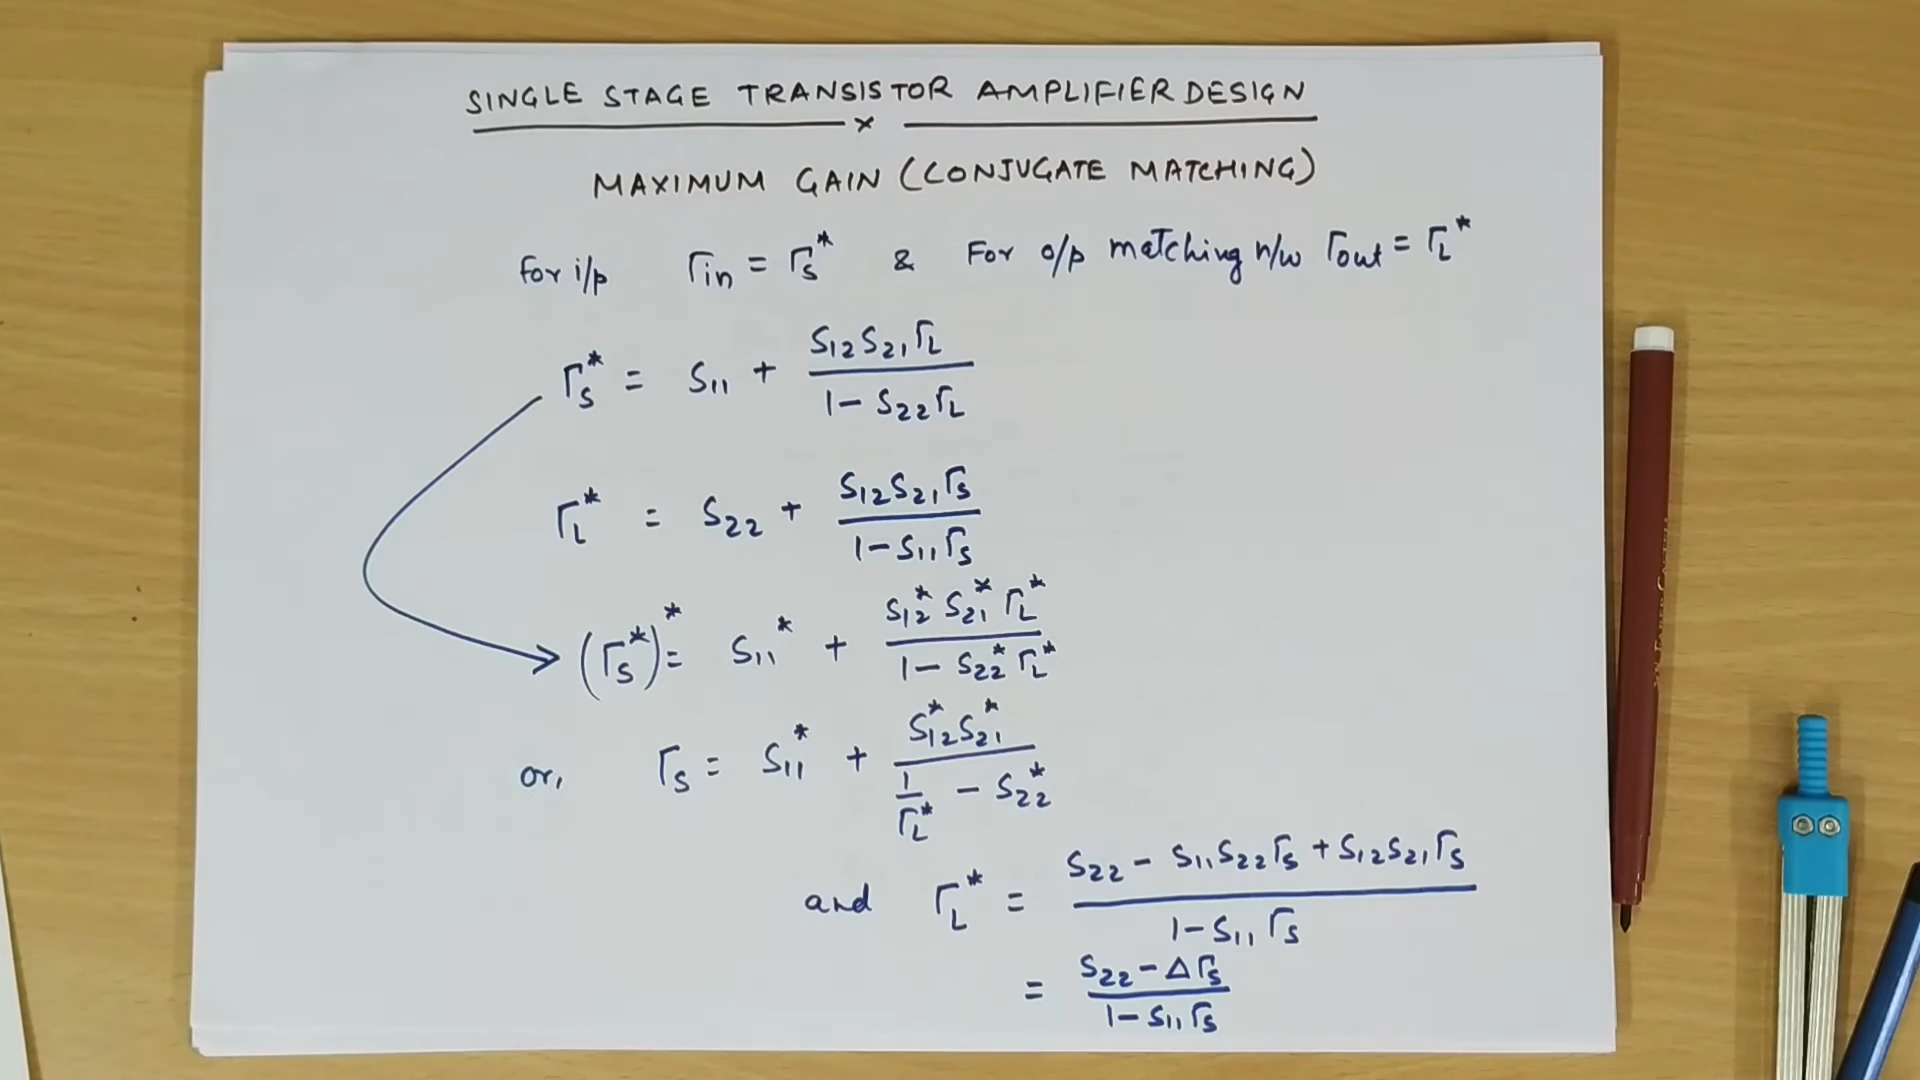 SINGLE STAGE TRANSISTOR AMPLIFIER DESIGN
x
MAXIMUM GAIN (CONJUGATE MATCHING)
For i/p Γin = Γs* & For o/p matching n/w Γout = ΓL*
Γs* = S11 + S12S21ΓL / 1 - S22ΓL
ΓL* = S22 + S12S21Γs / 1 - S11Γs
(Γs*)* = S11* + S12* S21* ΓL* / 1 - S22* ΓL*
or, Γs = S11* + S12* S21* / 1/ΓL* - S22*
and ΓL* = S22 - S11S22Γs + S12S21Γs / 1 - S11Γs
= S22 - ΔΓs / 1 - S11Γs